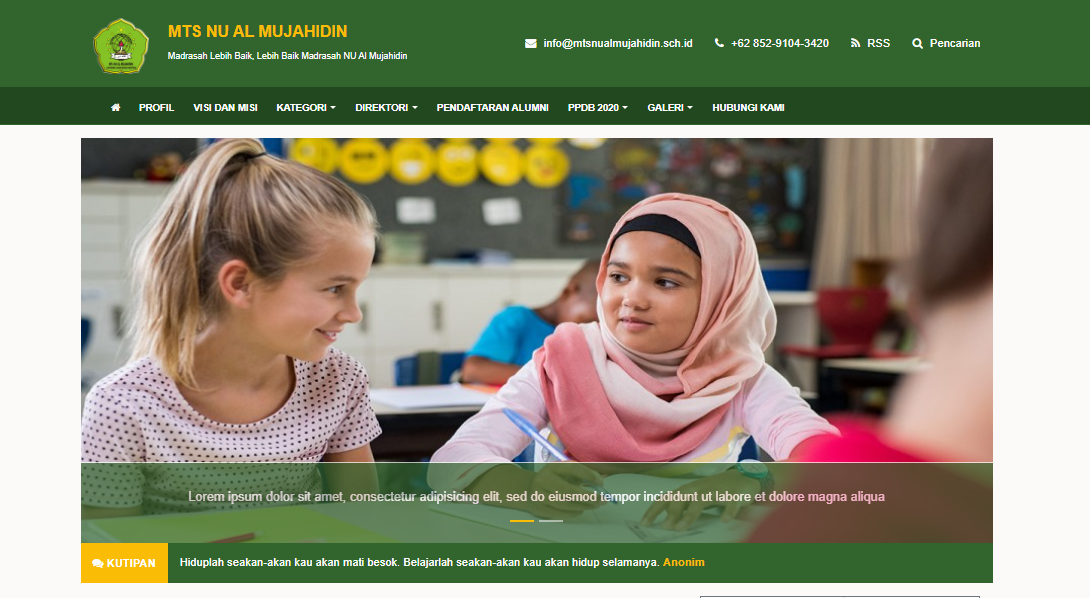 MTS NU AL MUJAHIDIN
Madrasah Lebih Baik, Lebih Baik Madrasah NU Al Mujahidin
info@mtsnualmujahidin.sch.id +62 852-9104-3420 RSS Pencarian
PROFIL VISI DAN MISI KATEGORI DIREKTORI PENDAFTARAN ALUMNI PPDB 2020 GALERI HUBUNGI KAMI
Lorem ipsum dolor sit amet, consectetur adipisicing elit, sed do eiusmod tempor incididunt ut labore et dolore magna aliqua
KUTIPAN Hiduplah seakan-akan kau akan mati besok. Belajarlah seakan-akan kau akan hidup selamanya. Anonim